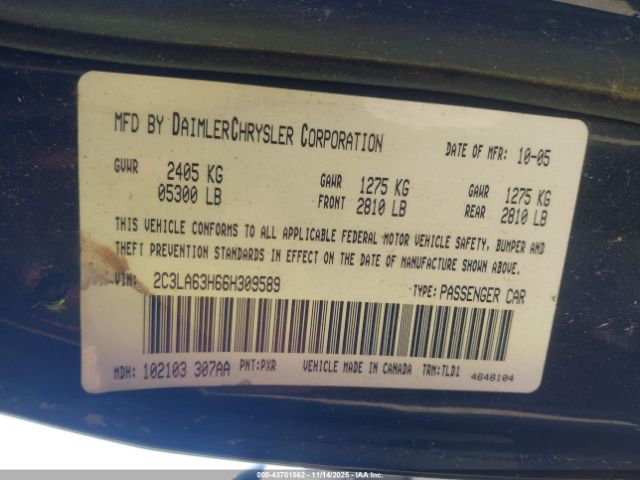 MFD BY DAIMLERCHRYSLER CORPORATION DATE OF MFR: 10-05
GVWR 2405 KG GAWR 1275 KG GAWR 1275 KG
05300 LB FRONT 2810 LB REAR 2810 LB
THIS VEHICLE CONFORMS TO ALL APPLICABLE FEDERAL MOTOR VEHICLE SAFETY, BUMPER AND
THEFT PREVENTION STANDARDS IN EFFECT ON THE DATE OF MANUFACTURE SHOWN ABOVE.
VIN: 2C3LA63H66H309589 TYPE: PASSENGER CAR
MDH: 102103 307AA PNT: PXR VEHICLE MADE IN CANADA TRM: TLD1 4648104
000-43701562 - 11/14/2025 - IAA Inc.